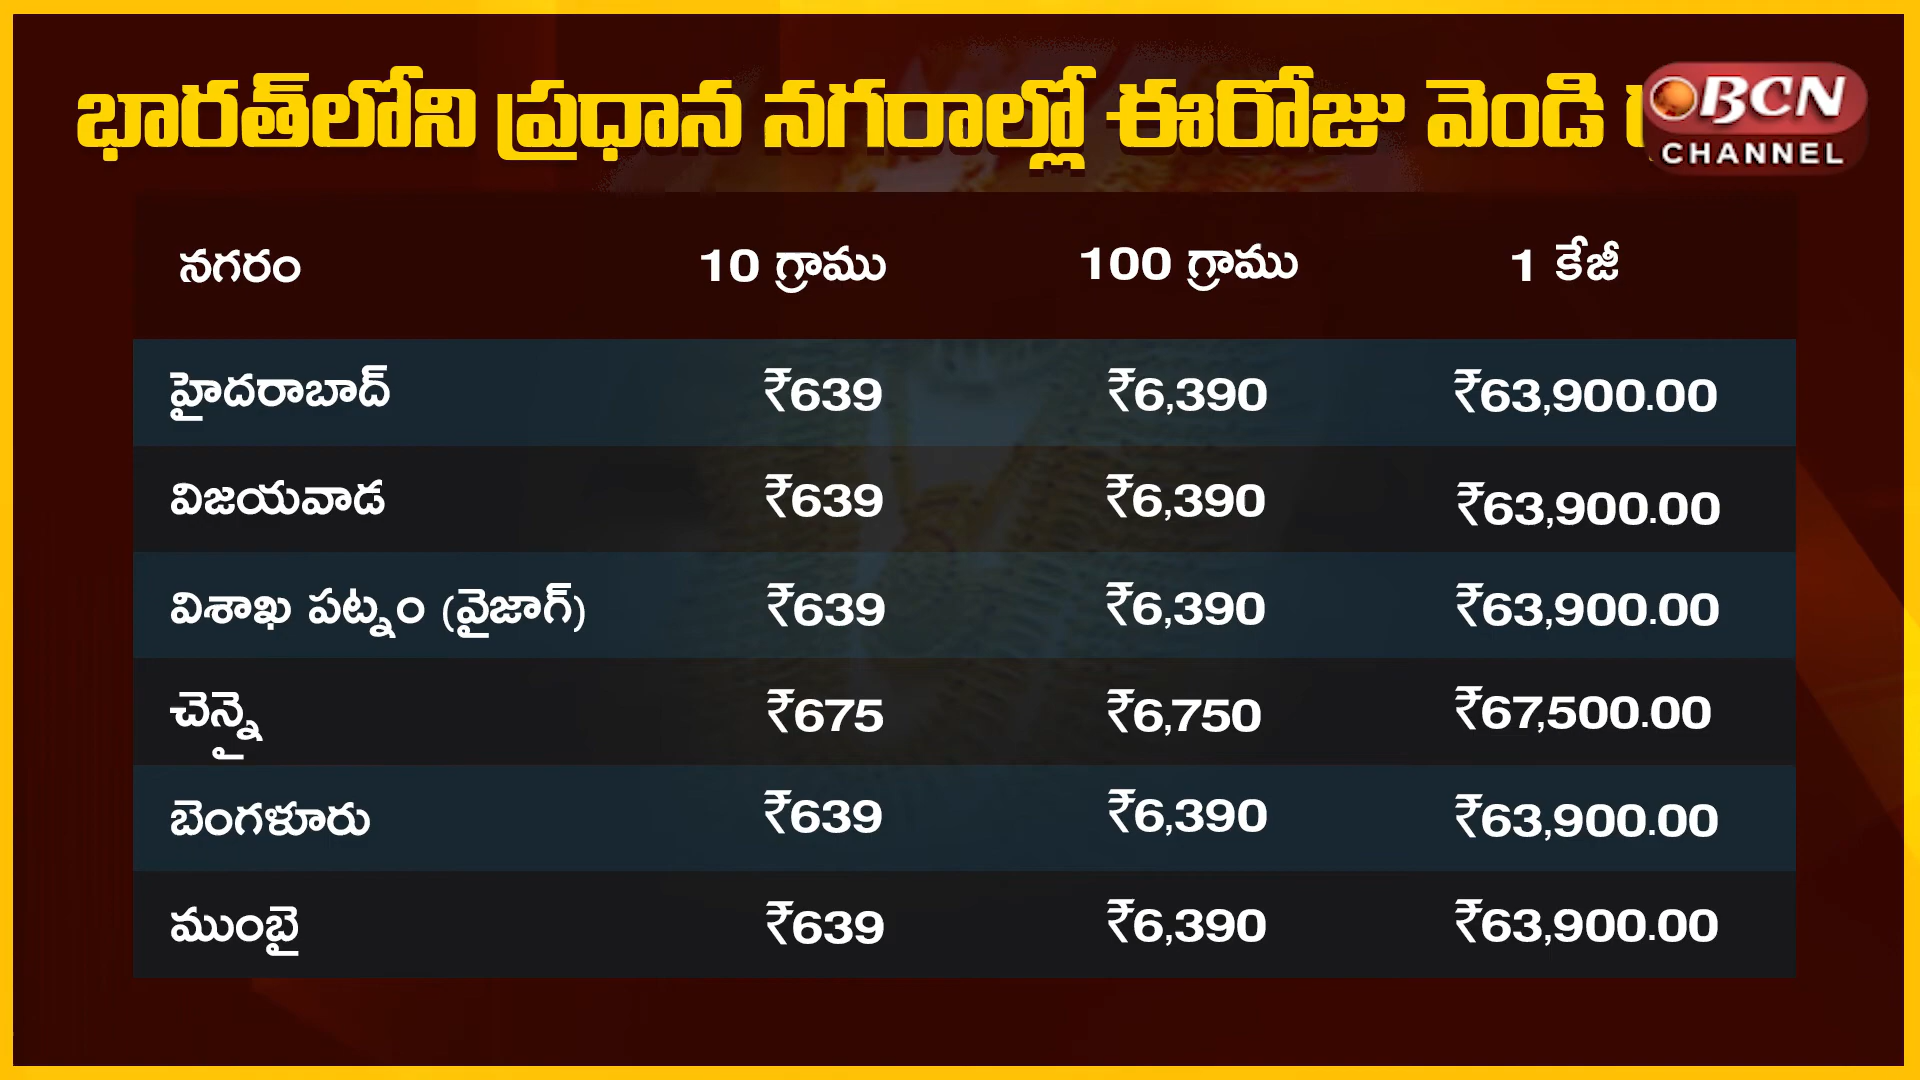 భారత్‌లోని ప్రధాన నగరాల్లో ఈరోజు వెండి
BCN
CHANNEL
నగరం 10 గ్రాము 100 గ్రాము 1 కేజీ
హైదరాబాద్ ₹639 ₹6,390 ₹63,900.00
విజయవాడ ₹639 ₹6,390 ₹63,900.00
విశాఖ పట్నం (వైజాగ్) ₹639 ₹6,390 ₹63,900.00
చెన్నై ₹675 ₹6,750 ₹67,500.00
బెంగళూరు ₹639 ₹6,390 ₹63,900.00
ముంబై ₹639 ₹6,390 ₹63,900.00